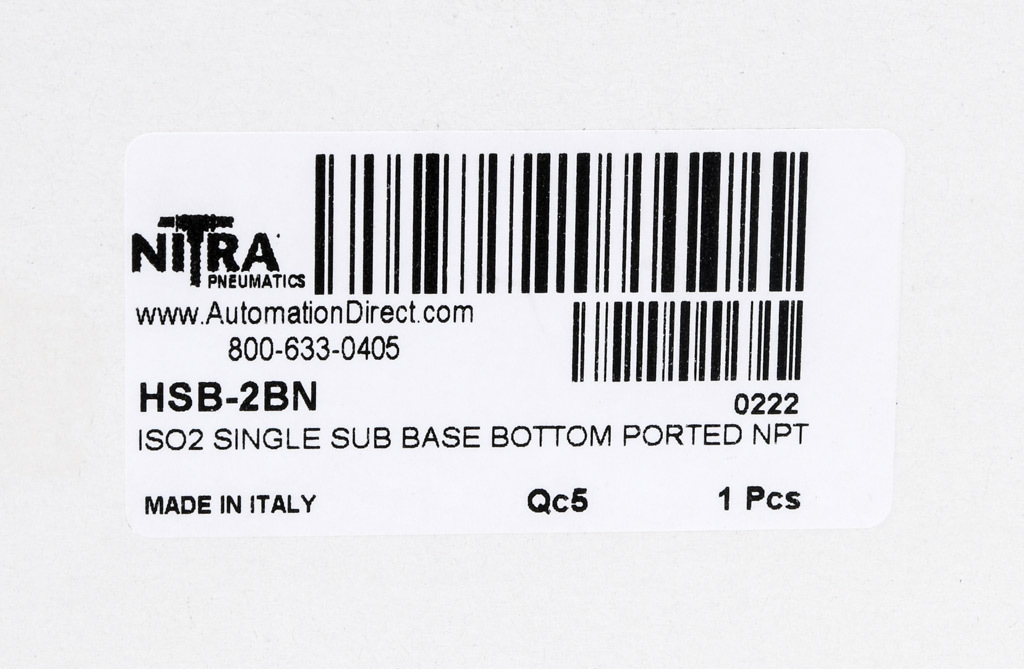 NITRA
PNEUMATICS
www.AutomationDirect.com
800-633-0405
HSB-2BN
0222
ISO2 SINGLE SUB BASE BOTTOM PORTED NPT
MADE IN ITALY Qc5 1 Pcs